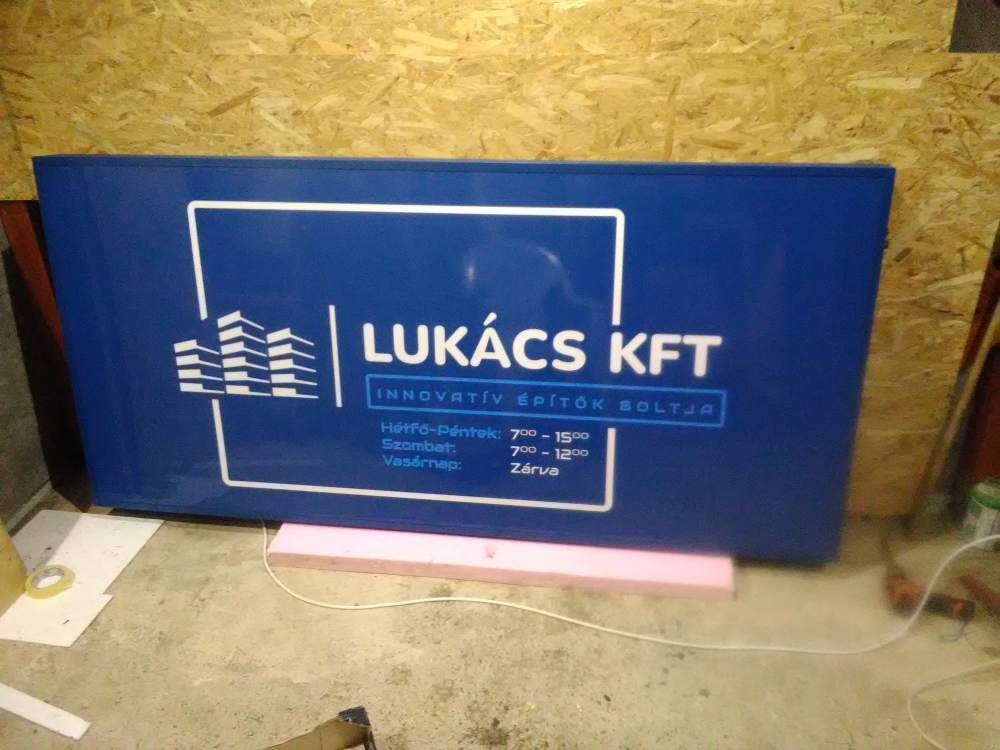 LUKÁCS KFT
INNOVATÍV ÉPÍTŐK BOLTJA
Hétfő-Péntek: 7⁰⁰ - 15⁰⁰
Szombat: 7⁰⁰ - 12⁰⁰
Vasárnap: Zárva